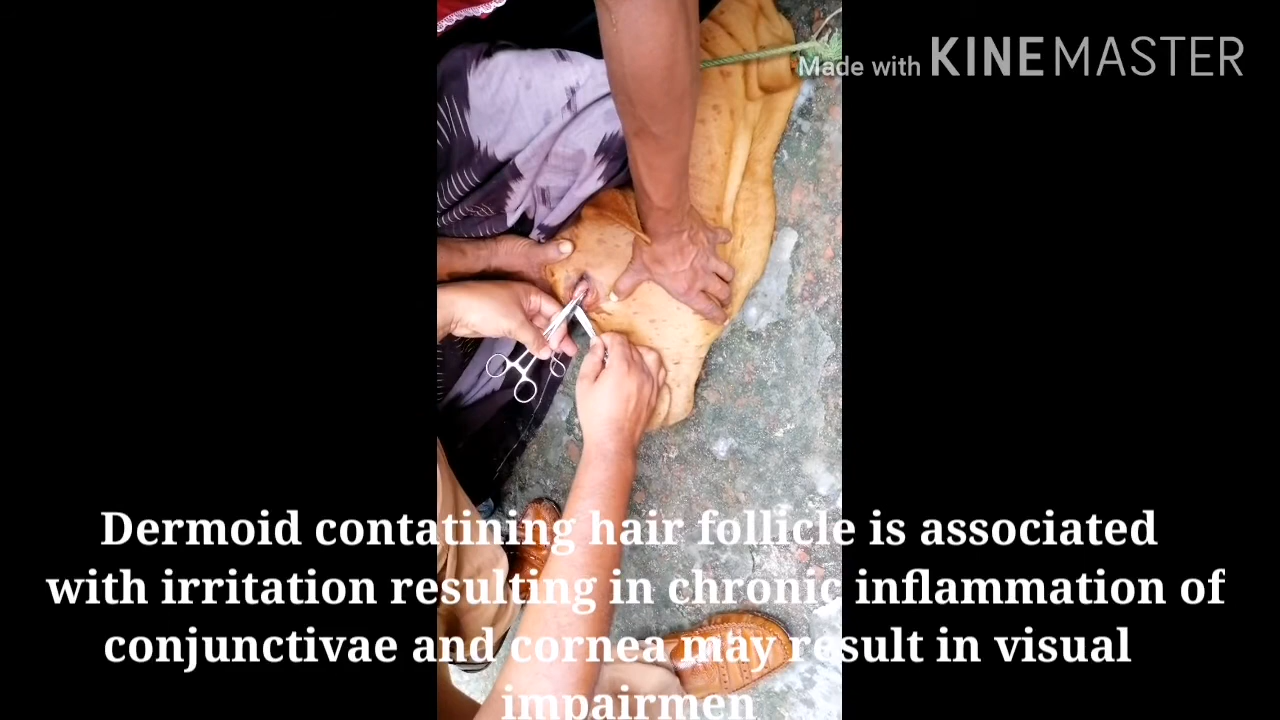 Made with KINEMASTER
Dermoid contatining hair follicle is associated
with irritation resulting in chronic inflammation of
conjunctivae and cornea may result in visual
impairmen